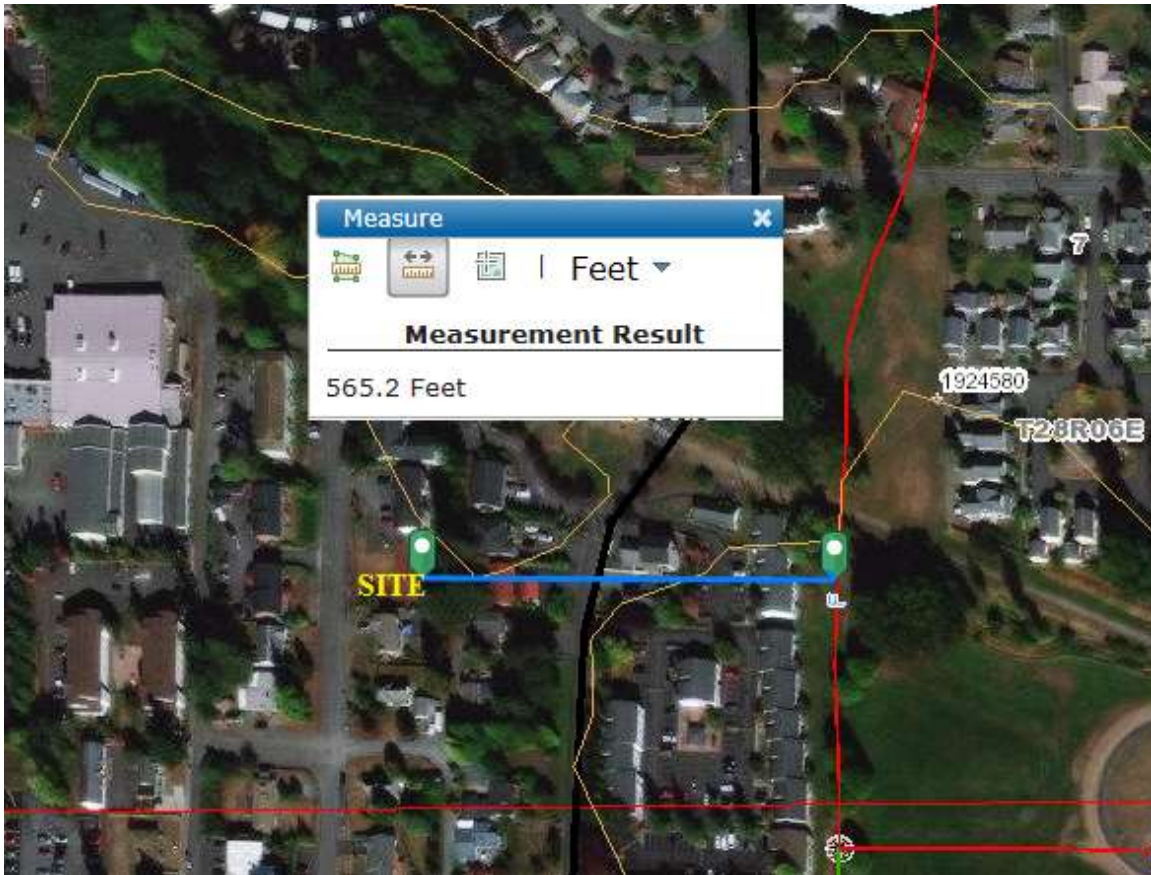 Measure
Feet
Measurement Result
565.2 Feet
7
1924580
T28R06E
SITE